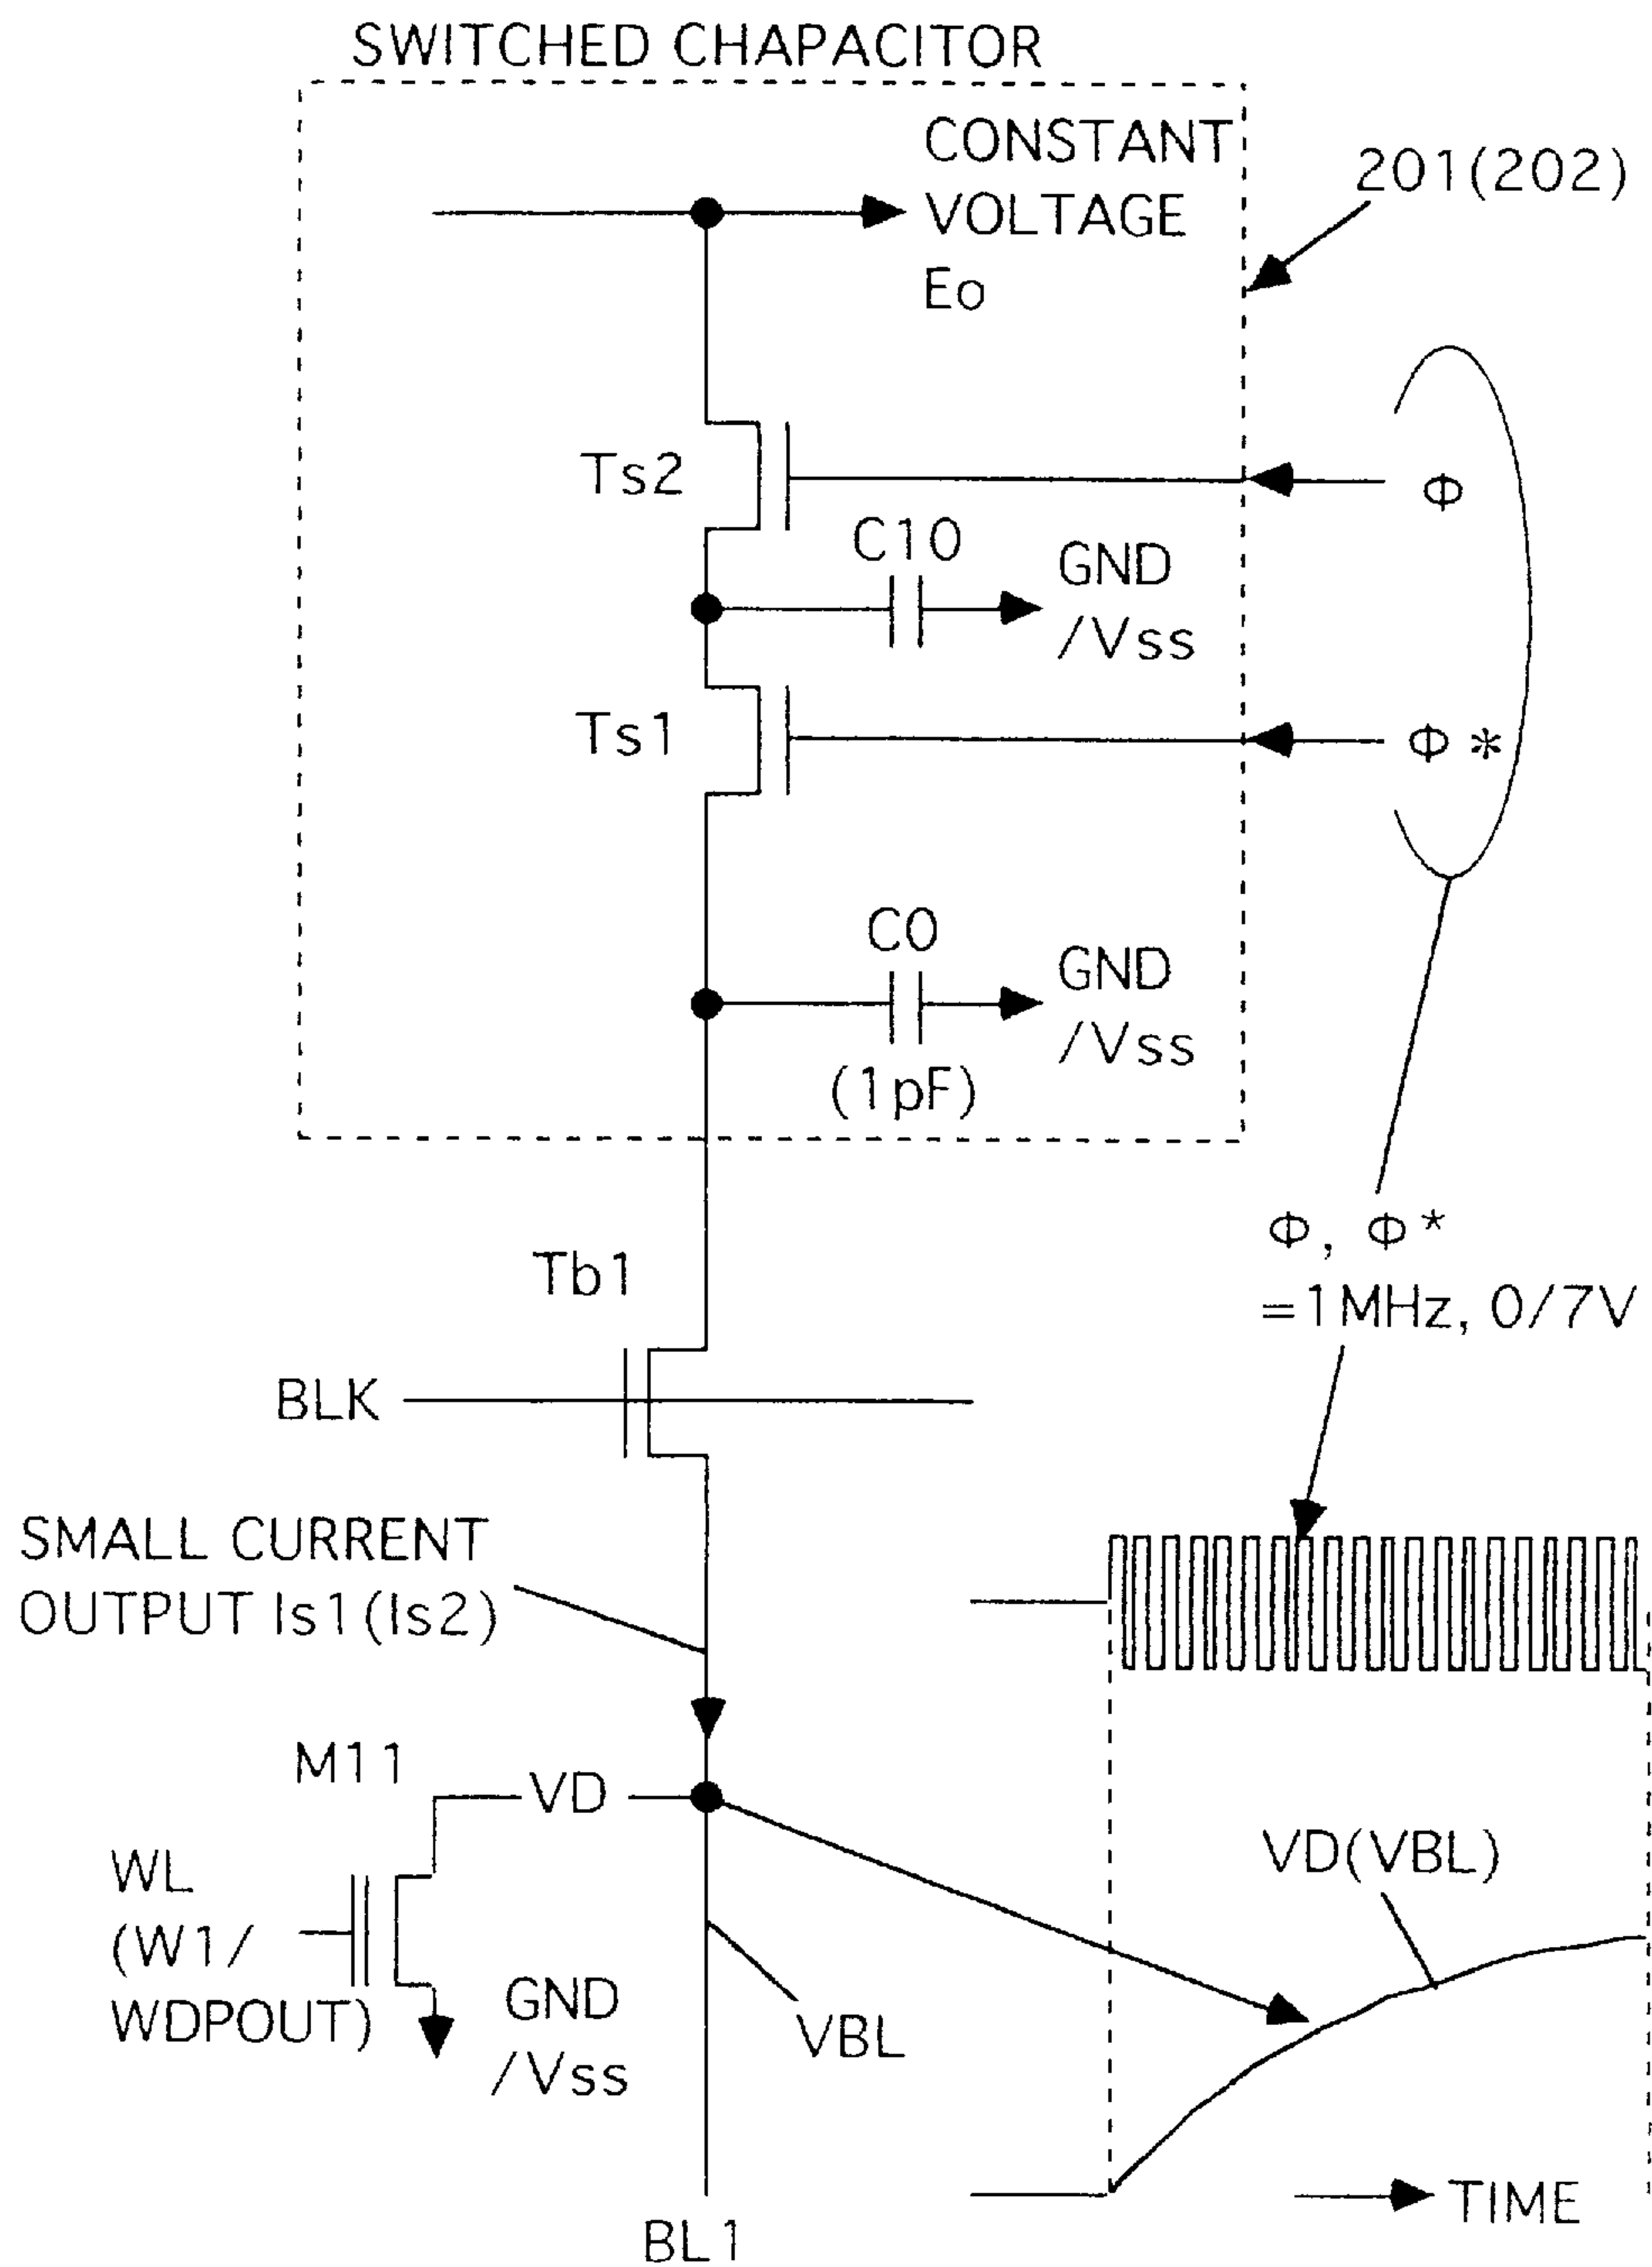 SWITCHED CHAPACITOR
CONSTANT
VOLTAGE
Eo
201(202)
Ts2
Φ
C10
GND
/Vss
Ts1
Φ*
C0
GND
/Vss
(1pF)
Φ, Φ*
=1MHz, 0/7V
Tb1
BLK
SMALL CURRENT
OUTPUT Is1(Is2)
M11
VD
VD(VBL)
WL
(W1/
WDPOUT)
GND
/Vss
VBL
TIME
BL1